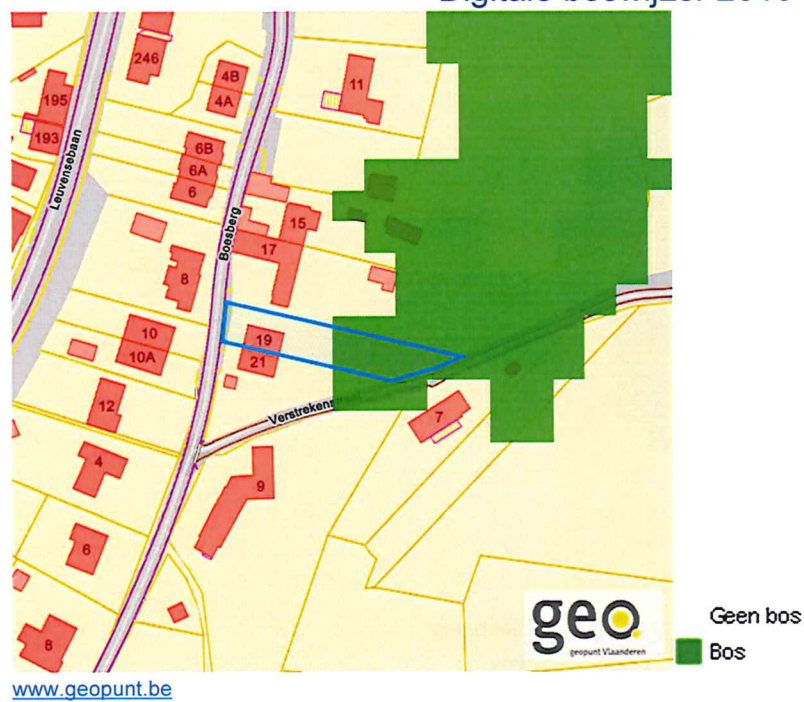 246
4B
4A
11
195
193
Leuvensebaan
6B
6A
6
Boesberg
15
17
8
10
10A
19
21
12
7
4
9
6
8
geo
geopunt Vlaanderen
Geen bos
Bos
www.geopunt.be